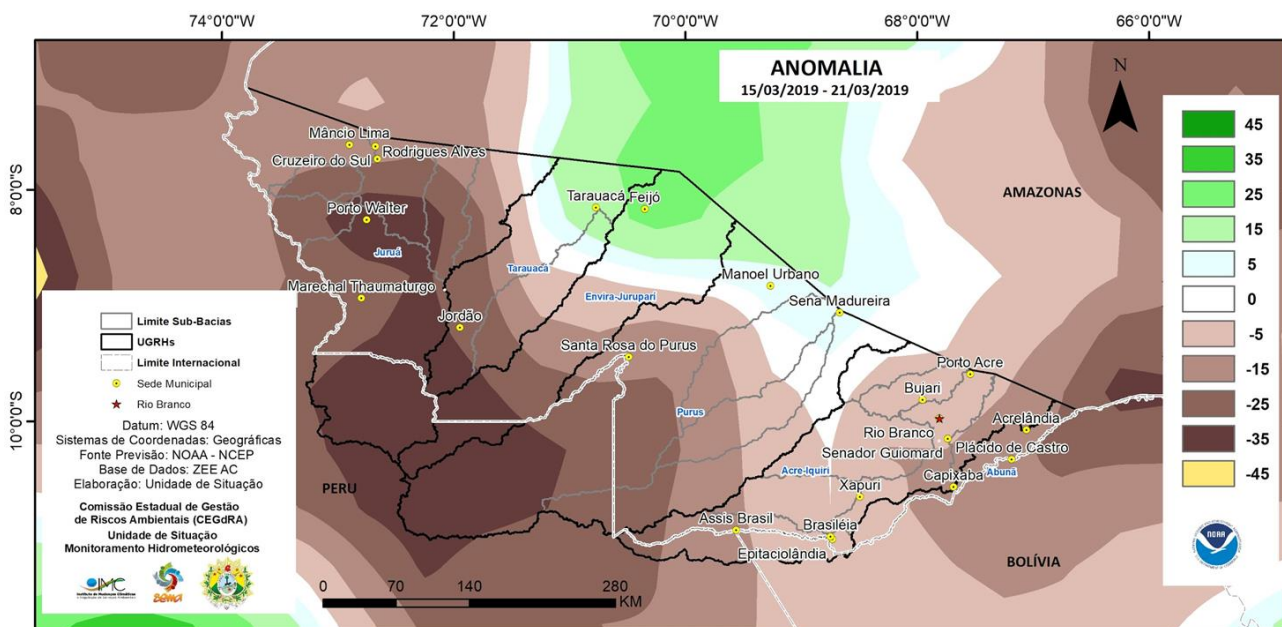 74°0'0"W
72°0'0"W
70°0'0"W
68°0'0"W
66°0'0"W
ANOMALIA
15/03/2019 - 21/03/2019
N
45
35
25
15
5
0
-5
-15
-25
-35
-45
8°0'0"S
10°0'0"S
Mâncio Lima
Rodrigues Alves
Cruzeiro do Sul
Tarauacá
Feijó
AMAZONAS
Porto Walter
Juruá
Tarauacá
Manoel Urbano
Marechal Thaumaturgo
Envira-Jurupari
Sena Madureira
Jordão
Santa Rosa do Purus
Porto Acre
Bujari
Purus
Acrelândia
Rio Branco
Plácido de Castro
Senador Guiomard
Acre-Iquiri
Abunã
Capixaba
Xapuri
PERU
Assis Brasil
Brasiléia
Epitaciolândia
BOLÍVIA
Limite Sub-Bacias
UGRHs
Limite Internacional
Sede Municipal
Rio Branco
Datum: WGS 84
Sistemas de Coordenadas: Geográficas
Fonte Previsão: NOAA - NCEP
Base de Dados: ZEE AC
Elaboração: Unidade de Situação
Comissão Estadual de Gestão
de Riscos Ambientais (CEGdRA)
Unidade de Situação
Monitoramento Hidrometeorológicos
IMC
SEMA
0 70 140 280
KM
NOAA